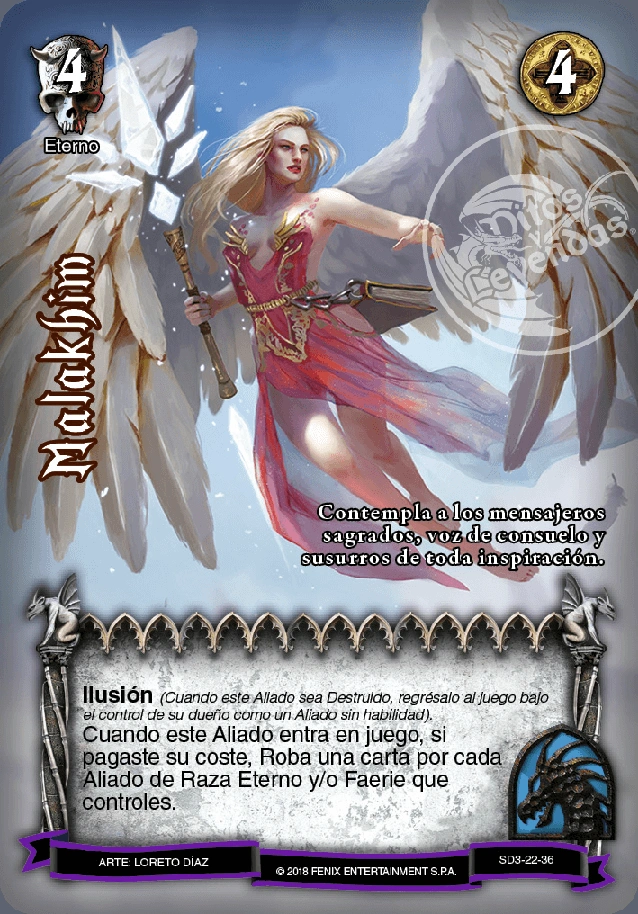 4
4
Eterno
Mitos
y
Leyendas
Malakhim
Contempla a los mensajeros
sagrados, voz de consuelo y
susurros de toda inspiración.
Ilusión (Cuando este Aliado sea Destruido, regrésalo al juego bajo
el control de su dueño como un Aliado sin habilidad).
Cuando este Aliado entra en juego, si
pagaste su coste, Roba una carta por cada
Aliado de Raza Eterno y/o Faerie que
controles.
ARTE: LORETO DÍAZ
© 2018 FENIX ENTERTAINMENT S.P.A.
SD3-22-36